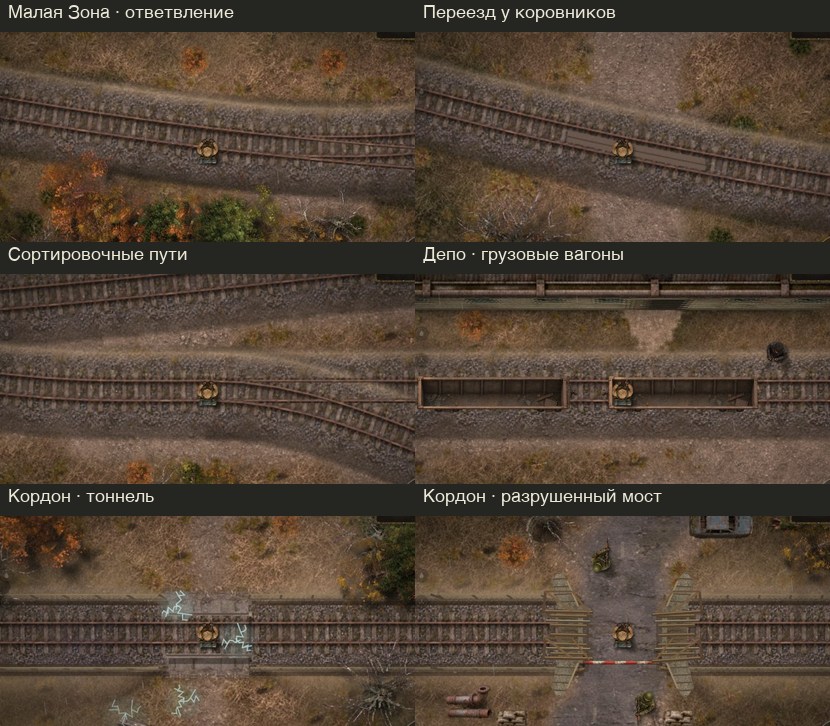 Малая Зона · ответвление
Переезд у коровников
Сортировочные пути
Депо · грузовые вагоны
Кордон · тоннель
Кордон · разрушенный мост